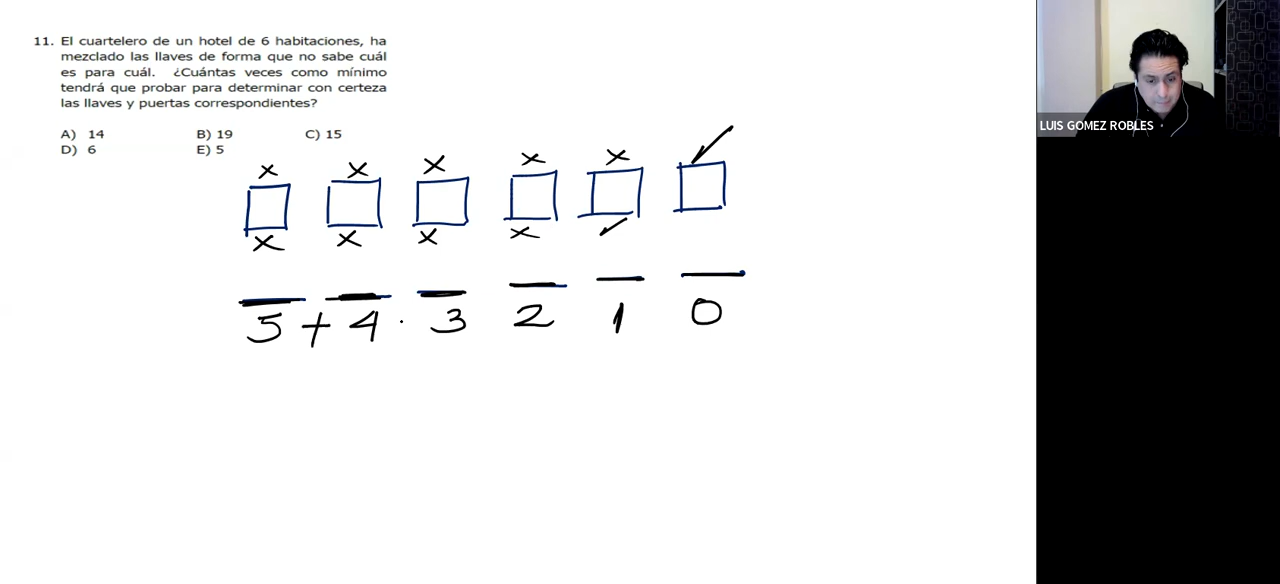 11. El cuartelero de un hotel de 6 habitaciones, ha
mezclado las llaves de forma que no sabe cuál
es para cuál. ¿Cuántas veces como mínimo
tendrá que probar para determinar con certeza
las llaves y puertas correspondientes?
A) 14 B) 19 C) 15
D) 6 E) 5
LUIS GOMEZ ROBLES
x x x x x ✓
x x x x ✓
5 + 4 . 3 2 1 0